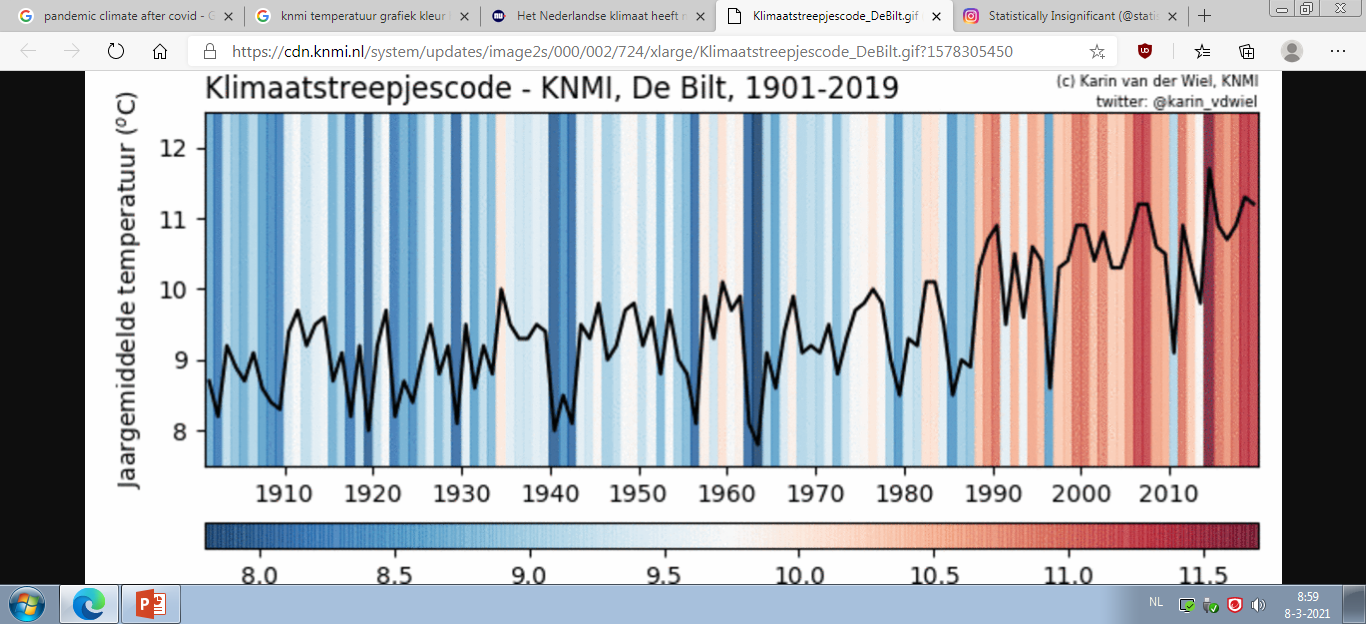 pandemic climate after covid - G
knmi temperatuur grafiek kleur
nu
Het Nederlandse klimaat heeft
Klimaatstreepjescode_DeBilt.gif
Statistically Insignificant (@stati
https://cdn.knmi.nl/system/updates/image2s/000/002/724/xlarge/Klimaatstreepjescode_DeBilt.gif?1578305450
Klimaatstreepjescode - KNMI, De Bilt, 1901-2019
(c) Karin van der Wiel, KNMI
twitter: @karin_vdwiel
Jaargemiddelde temperatuur (°C)
12
11
10
9
8
1910 1920 1930 1940 1950 1960 1970 1980 1990 2000 2010
8.0 8.5 9.0 9.5 10.0 10.5 11.0 11.5
NL
8:59
8-3-2021